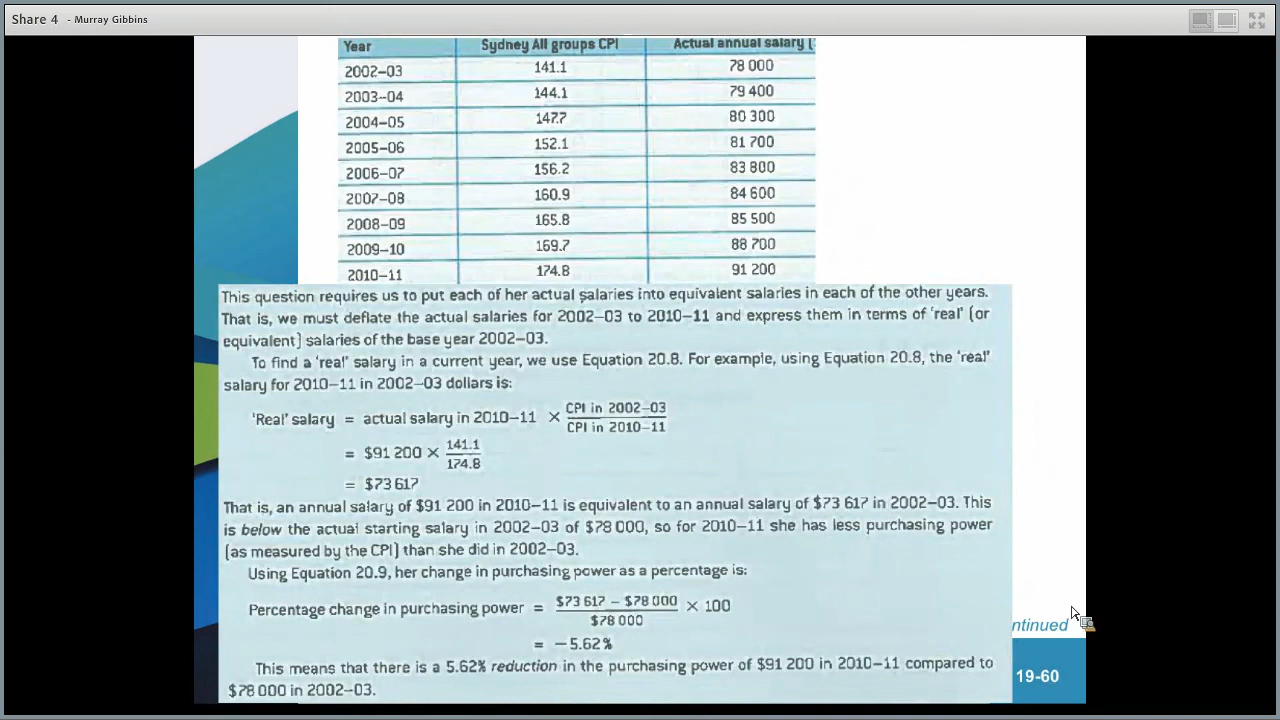 Share 4 - Murray Gibbins
Year Sydney All groups CPI Actual annual salary (
2002–03 141.1 78 000
2003–04 144.1 79 400
2004–05 147.7 80 300
2005–06 152.1 81 700
2006–07 156.2 83 800
2007–08 160.9 84 600
2008–09 165.8 85 500
2009–10 169.7 88 700
2010–11 174.8 91 200
This question requires us to put each of her actual salaries into equivalent salaries in each of the other years.
That is, we must deflate the actual salaries for 2002–03 to 2010–11 and express them in terms of 'real' (or
equivalent) salaries of the base year 2002–03.
To find a 'real' salary in a current year, we use Equation 20.8. For example, using Equation 20.8, the 'real'
salary for 2010–11 in 2002–03 dollars is:
'Real' salary = actual salary in 2010–11 × CPI in 2002–03
CPI in 2010–11
= $91 200 × 141.1
174.8
= $73 617
That is, an annual salary of $91 200 in 2010–11 is equivalent to an annual salary of $73 617 in 2002–03. This
is below the actual starting salary in 2002–03 of $78 000, so for 2010–11 she has less purchasing power
(as measured by the CPI) than she did in 2002–03.
Using Equation 20.9, her change in purchasing power as a percentage is:
Percentage change in purchasing power = $73 617 – $78 000 × 100
$78 000
= –5.62%
ntinued
This means that there is a 5.62% reduction in the purchasing power of $91 200 in 2010–11 compared to
$78 000 in 2002–03.
19-60